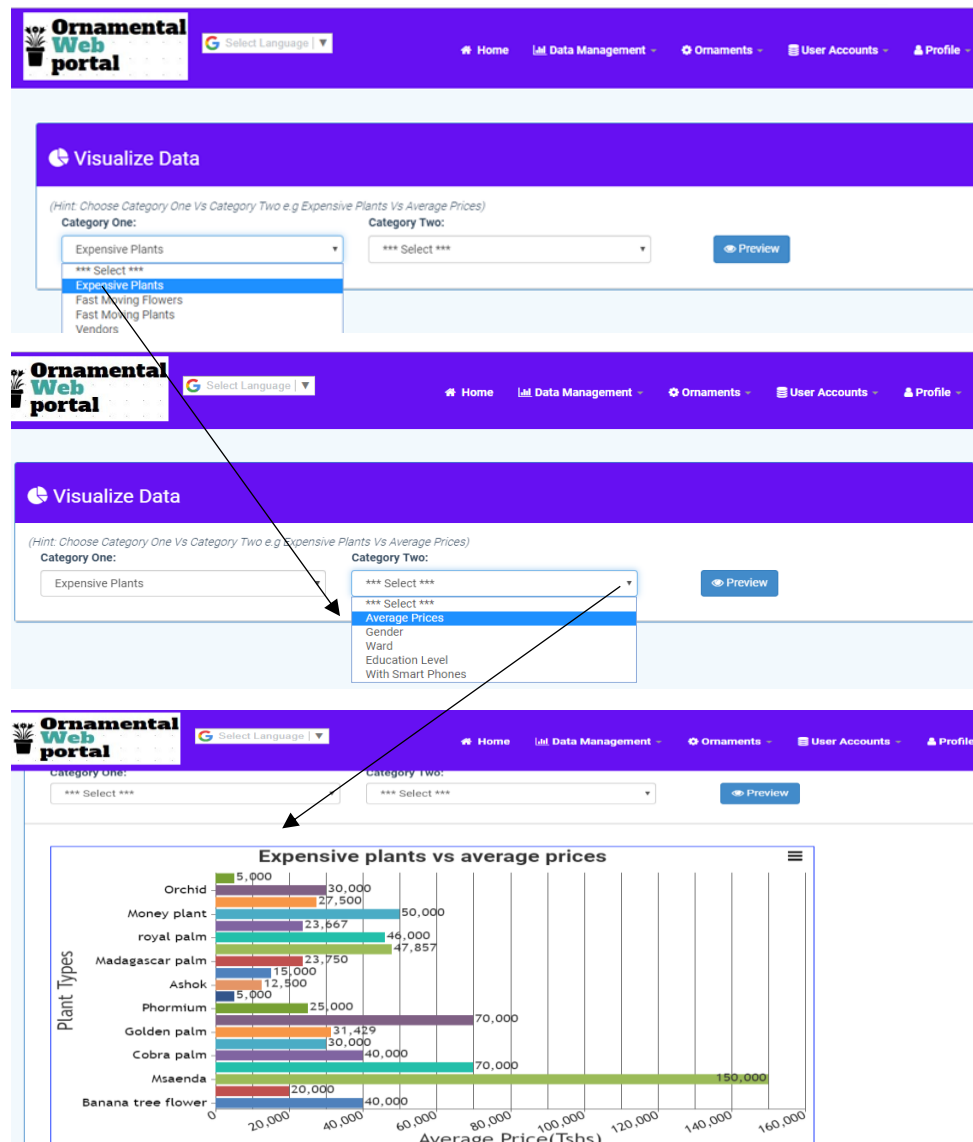 Ornamental
Web
portal
G Select Language | ▼
Home Data Management Ornaments User Accounts Profile
Visualize Data
(Hint: Choose Category One Vs Category Two e.g Expensive Plants Vs Average Prices)
Category One: Category Two:
Expensive Plants *** Select *** Preview
*** Select ***
Expensive Plants
Fast Moving Flowers
Fast Moving Plants
Vendors
Ornamental
Web
portal
G Select Language | ▼
Home Data Management Ornaments User Accounts Profile
Visualize Data
(Hint: Choose Category One Vs Category Two e.g Expensive Plants Vs Average Prices)
Category One: Category Two:
Expensive Plants *** Select *** Preview
*** Select ***
Average Prices
Gender
Ward
Education Level
With Smart Phones
Ornamental
Web
portal
G Select Language | ▼
Home Data Management Ornaments User Accounts Profile
Category One: Category Two:
*** Select *** *** Select *** Preview
Expensive plants vs average prices
5,000
Orchid 30,000
27,500
Money plant 50,000
23,667
royal palm 46,000
47,857
Madagascar palm 23,750
15,000
Ashok 12,500
5,000
Phormium 25,000
70,000
Golden palm 31,429
30,000
Cobra palm 40,000
70,000
Msaenda 150,000
20,000
Banana tree flower 40,000
Plant Types
0 20,000 40,000 60,000 80,000 100,000 120,000 140,000 160,000
Average Price(Tshs)